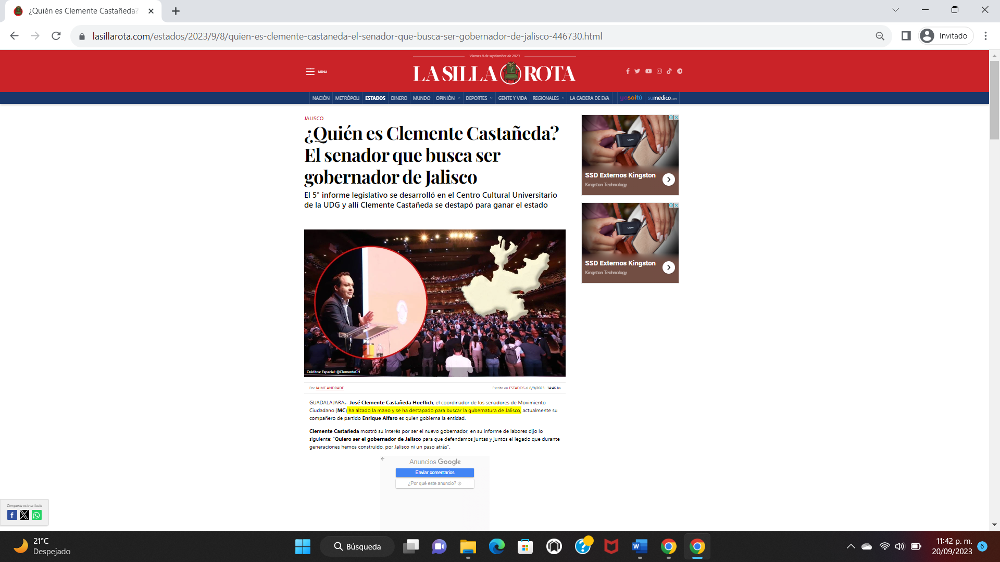 ¿Quién es Clemente Castañeda?
lasillarota.com/estados/2023/9/8/quien-es-clemente-castaneda-el-senador-que-busca-ser-gobernador-de-jalisco-446730.html
Invitado
Viernes 8 de septiembre de 2023
MENU
LA SILLA ROTA
NACIÓN METRÓPOLI ESTADOS DINERO MUNDO OPINIÓN DEPORTES GENTE Y VIDA REGIONALES LA CADERA DE EVA yosoitú sumedico.com
JALISCO
¿Quién es Clemente Castañeda?
El senador que busca ser
gobernador de Jalisco
El 5° informe legislativo se desarrolló en el Centro Cultural Universitario
de la UDG y allí Clemente Castañeda se destapó para ganar el estado
SSD Externos Kingston
Kingston Technology
SSD Externos Kingston
Kingston Technology
Créditos: Especial: @ClementeCH
Por JAIME ANDRADE
Escrito en ESTADOS el 8/9/2023 · 14:46 hs
GUADALAJARA.- José Clemente Castañeda Hoeflich, el coordinador de los senadores de Movimiento
Ciudadano (MC) ha alzado la mano y se ha destapado para buscar la gubernatura de Jalisco, actualmente su
compañero de partido Enrique Alfaro es quien gobierna la entidad.
Clemente Castañeda mostró su interés por ser el nuevo gobernador, en su informe de labores dijo lo
siguiente: “Quiero ser el gobernador de Jalisco para que defendamos juntas y juntos el legado que durante
generaciones hemos construido, por Jalisco ni un paso atrás”.
Anuncios Google
Enviar comentarios
¿Por qué este anuncio?
Comparta este artículo
21°C
Despejado
Búsqueda
11:42 p. m.
20/09/2023
6